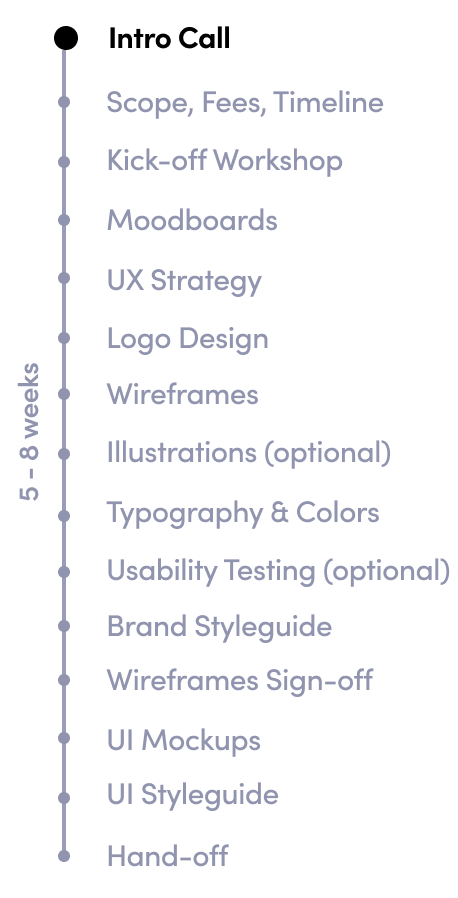 Intro Call
Scope, Fees, Timeline
Kick-off Workshop
Moodboards
UX Strategy
Logo Design
Wireframes
Illustrations (optional)
Typography & Colors
Usability Testing (optional)
Brand Styleguide
Wireframes Sign-off
UI Mockups
UI Styleguide
Hand-off
5 - 8 weeks